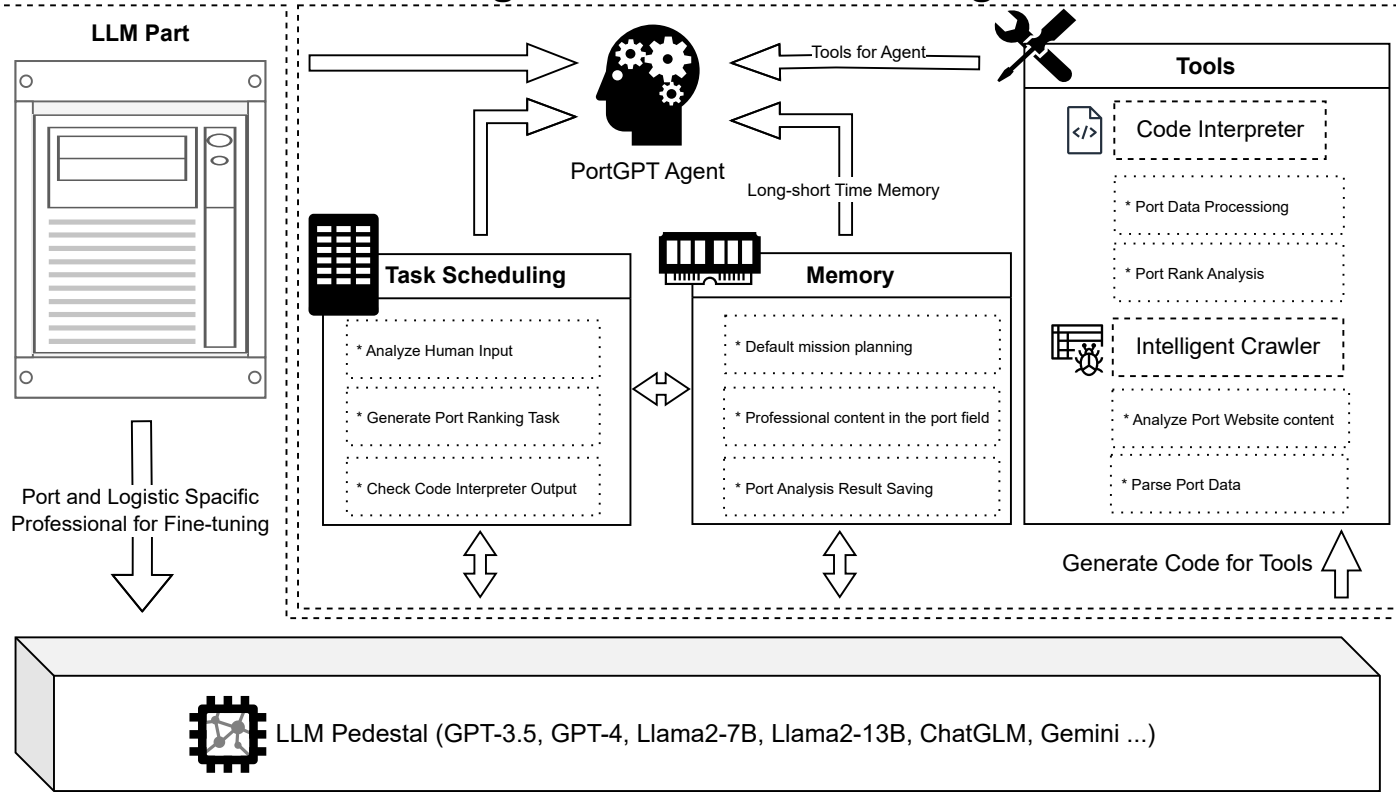 LLM Part
Port and Logistic Spacific
Professional for Fine-tuning
Tools for Agent
PortGPT Agent
Long-short Time Memory
Task Scheduling
* Analyze Human Input
* Generate Port Ranking Task
* Check Code Interpreter Output
Memory
* Default mission planning
* Professional content in the port field
* Port Analysis Result Saving
Tools
</>
Code Interpreter
* Port Data Processiong
* Port Rank Analysis
Intelligent Crawler
* Analyze Port Website content
* Parse Port Data
Generate Code for Tools
LLM Pedestal (GPT-3.5, GPT-4, Llama2-7B, Llama2-13B, ChatGLM, Gemini ...)